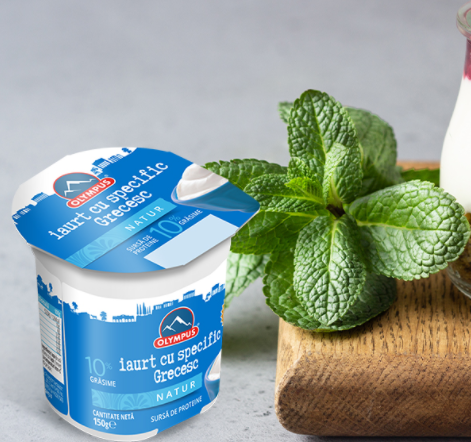 OLYMPUS
iaurt cu specific
Grecesc
NATUR
SURSĂ DE
PROTEINE
10%
GRĂSIME
OLYMPUS
10%
GRĂSIME
iaurt cu specific
Grecesc
NATUR
SURSĂ DE PROTEINE
CANTITATE NETĂ
150g℮